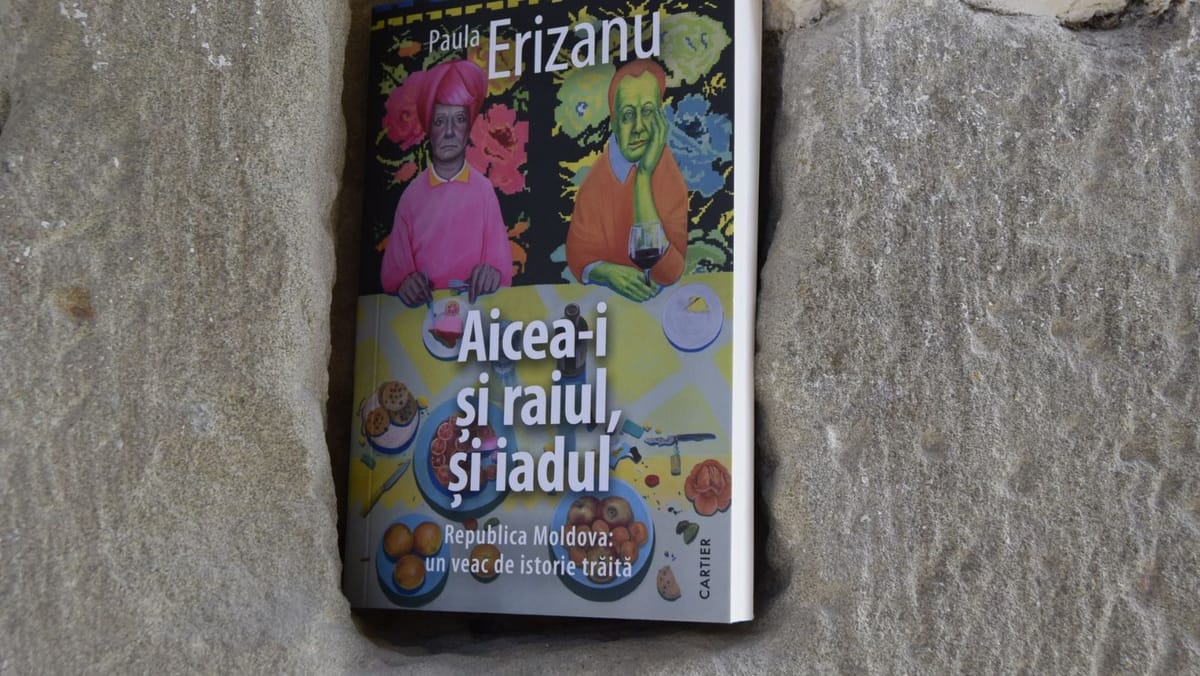 Paula Erizanu
Aicea-i
și raiul,
și iadul
Republica Moldova:
un veac de istorie trăită
CARTIER